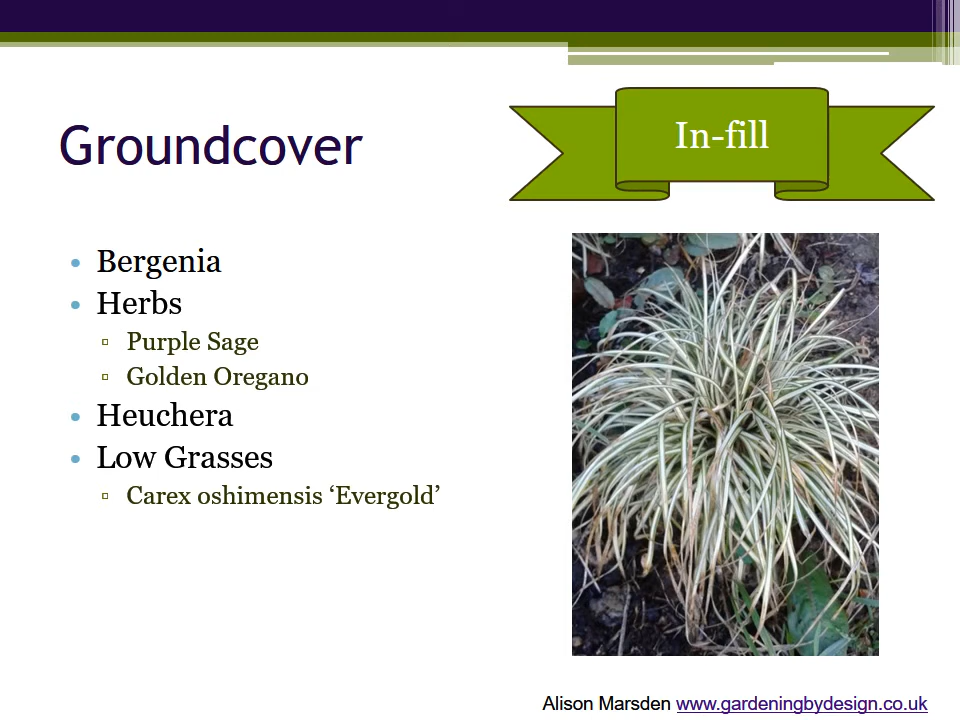 Groundcover
In-fill
• Bergenia
• Herbs
▫ Purple Sage
▫ Golden Oregano
• Heuchera
• Low Grasses
▫ Carex oshimensis ‘Evergold’
Alison Marsden www.gardeningbydesign.co.uk